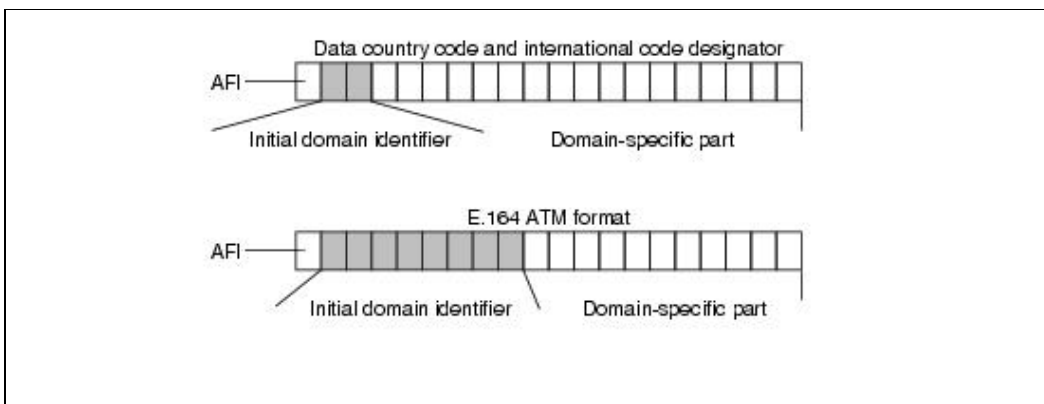 Data country code and international code designator
AFI
Initial domain identifier Domain-specific part
E.164 ATM format
AFI
Initial domain identifier Domain-specific part